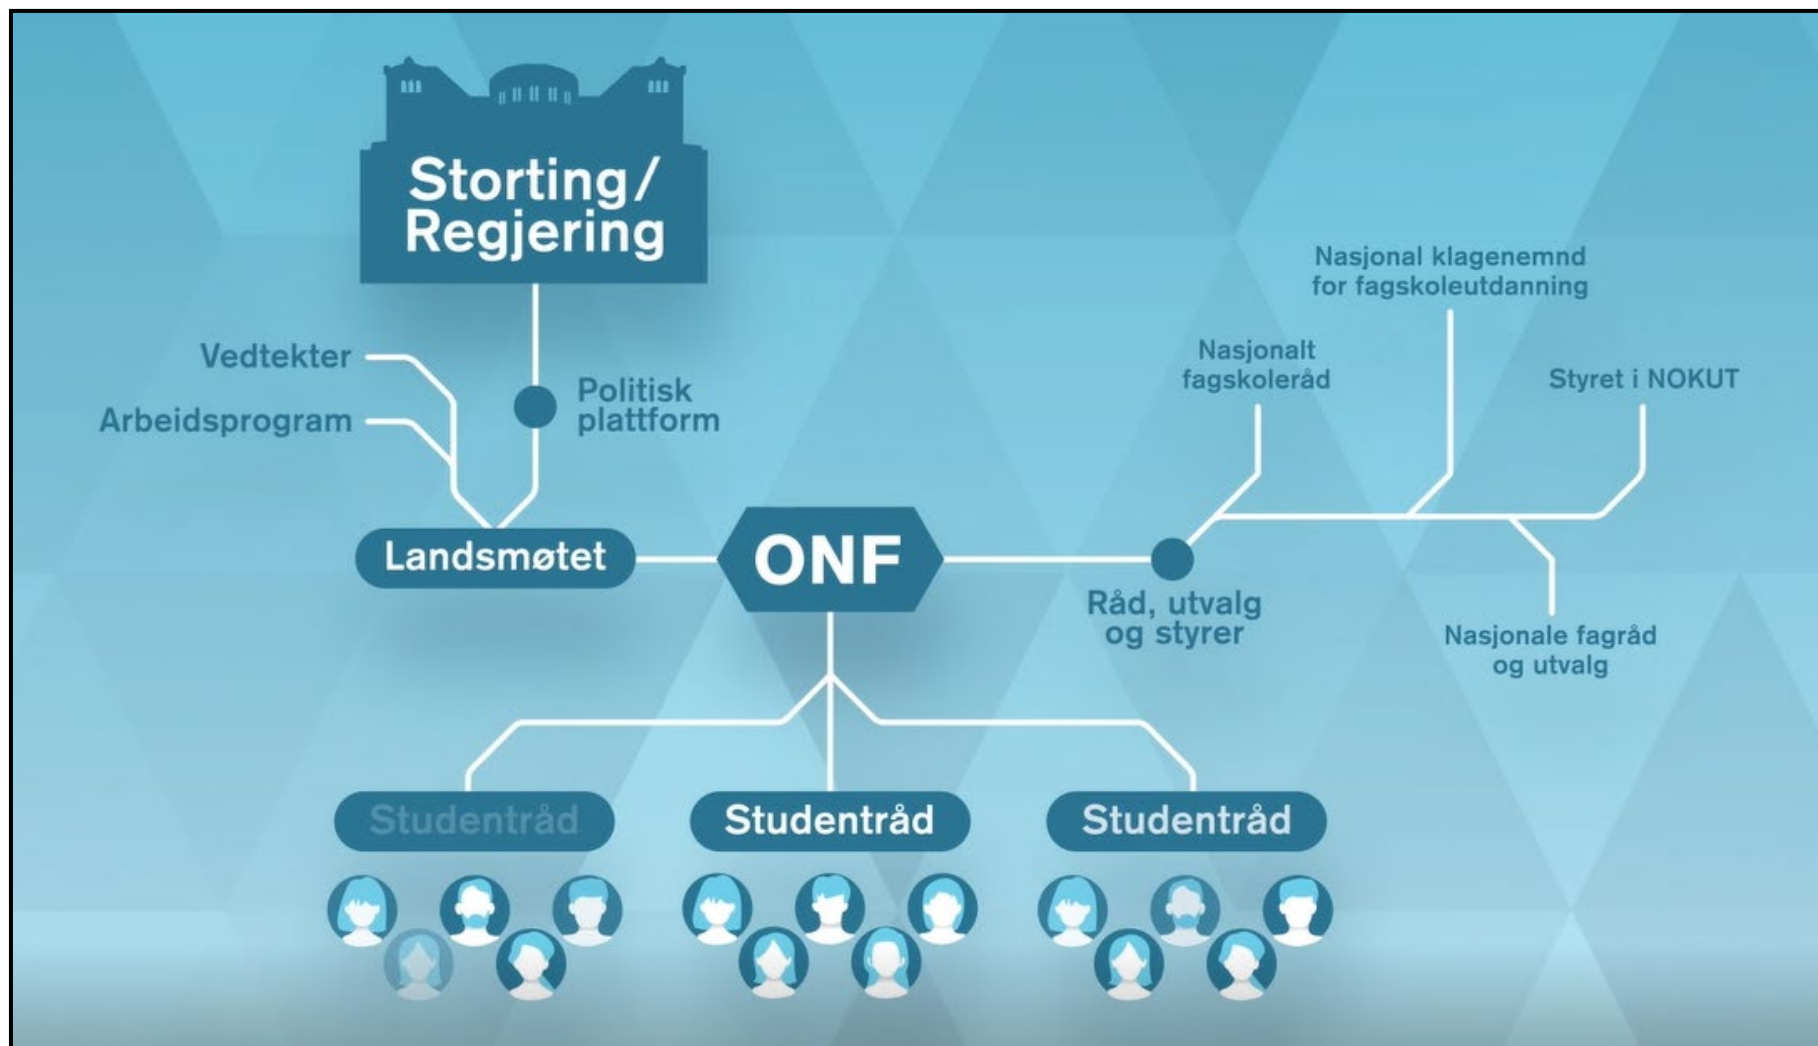 Storting/
Regjering
Vedtekter
Arbeidsprogram
Politisk
plattform
Landsmøtet
ONF
Råd, utvalg
og styrer
Nasjonalt
fagskoleråd
Nasjonal klagenemnd
for fagskoleutdanning
Styret i NOKUT
Nasjonale fagråd
og utvalg
Studentråd
Studentråd
Studentråd